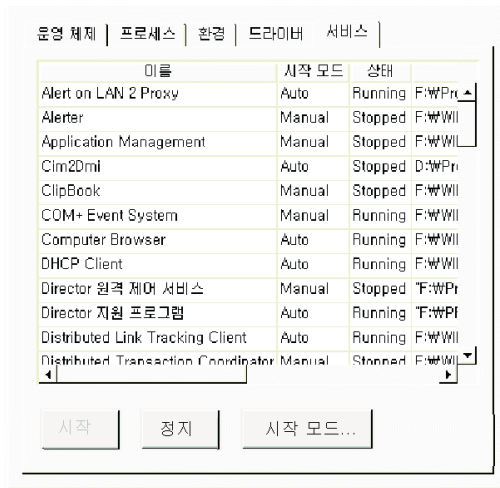 운영 체제 프로세스 환경 드라이버 서비스
이름 시작 모드 상태
Alert on LAN 2 Proxy Auto Running F:₩Pro
Alerter Manual Stopped F:₩WI
Application Management Manual Stopped F:₩WI
Cim2Dmi Auto Stopped D:₩Pr
ClipBook Manual Stopped F:₩WI
COM+ Event System Manual Running F:₩WI
Computer Browser Auto Running F:₩WI
DHCP Client Auto Running F:₩WI
Director 원격 제어 서비스 Manual Stopped "F:₩Pr
Director 지원 프로그램 Auto Running "F:₩PF
Distributed Link Tracking Client Auto Running F:₩WI
Distributed Transaction Coordinator Manual Stopped F:₩WI
시작 정지 시작 모드...